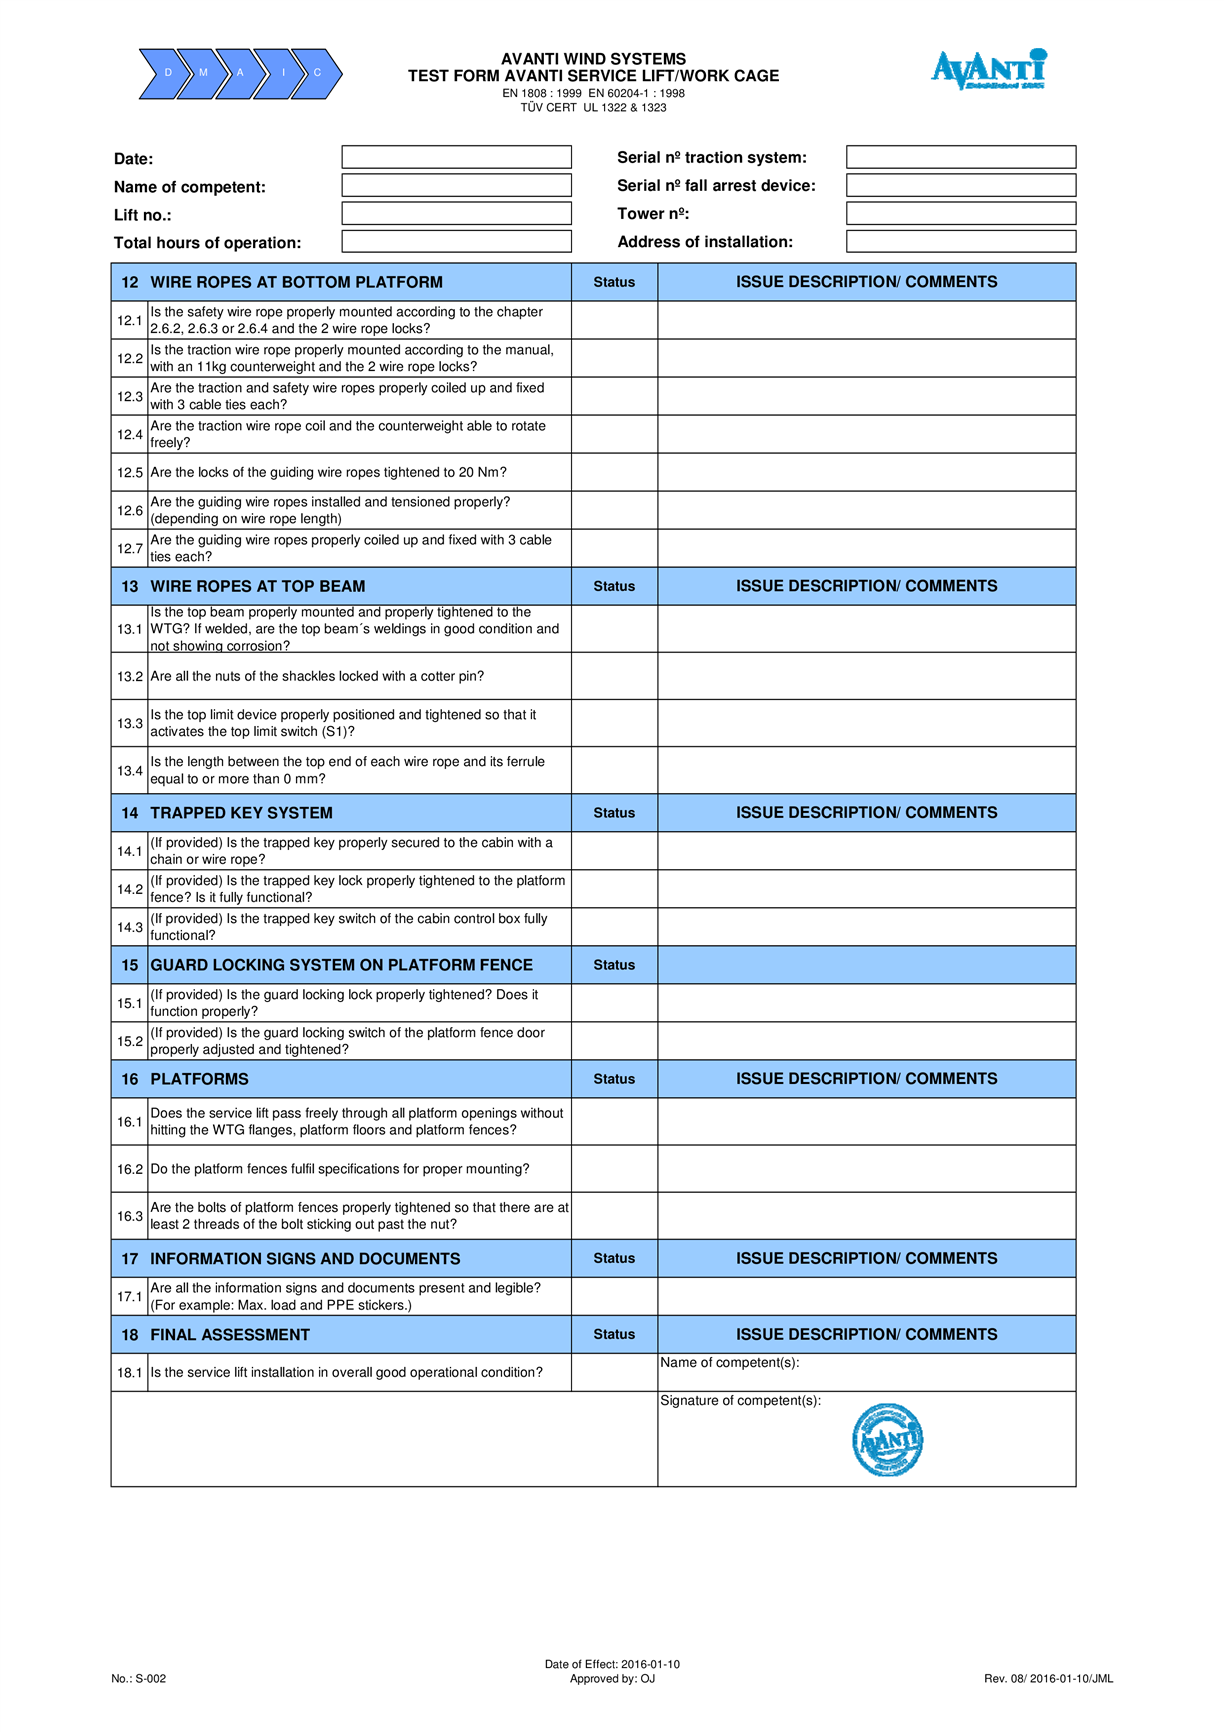 D M A I C
AVANTI WIND SYSTEMS
TEST FORM AVANTI SERVICE LIFT/WORK CAGE
EN 1808 : 1999  EN 60204-1 : 1998
TÜV CERT  UL 1322 & 1323
AVANTI
Established 1885
Date:
Serial nº traction system:
Name of competent:
Serial nº fall arrest device:
Lift no.:
Tower nº:
Total hours of operation:
Address of installation:
12 WIRE ROPES AT BOTTOM PLATFORM Status ISSUE DESCRIPTION/ COMMENTS
12.1 Is the safety wire rope properly mounted according to the chapter
2.6.2, 2.6.3 or 2.6.4 and the 2 wire rope locks?
12.2 Is the traction wire rope properly mounted according to the manual,
with an 11kg counterweight and the 2 wire rope locks?
12.3 Are the traction and safety wire ropes properly coiled up and fixed
with 3 cable ties each?
12.4 Are the traction wire rope coil and the counterweight able to rotate
freely?
12.5 Are the locks of the guiding wire ropes tightened to 20 Nm?
12.6 Are the guiding wire ropes installed and tensioned properly?
(depending on wire rope length)
12.7 Are the guiding wire ropes properly coiled up and fixed with 3 cable
ties each?
13 WIRE ROPES AT TOP BEAM Status ISSUE DESCRIPTION/ COMMENTS
13.1 Is the top beam properly mounted and properly tightened to the
WTG? If welded, are the top beam´s weldings in good condition and
not showing corrosion?
13.2 Are all the nuts of the shackles locked with a cotter pin?
13.3 Is the top limit device properly positioned and tightened so that it
activates the top limit switch (S1)?
13.4 Is the length between the top end of each wire rope and its ferrule
equal to or more than 0 mm?
14 TRAPPED KEY SYSTEM Status ISSUE DESCRIPTION/ COMMENTS
14.1 (If provided) Is the trapped key properly secured to the cabin with a
chain or wire rope?
14.2 (If provided) Is the trapped key lock properly tightened to the platform
fence? Is it fully functional?
14.3 (If provided) Is the trapped key switch of the cabin control box fully
functional?
15 GUARD LOCKING SYSTEM ON PLATFORM FENCE Status
15.1 (If provided) Is the guard locking lock properly tightened? Does it
function properly?
15.2 (If provided) Is the guard locking switch of the platform fence door
properly adjusted and tightened?
16 PLATFORMS Status ISSUE DESCRIPTION/ COMMENTS
16.1 Does the service lift pass freely through all platform openings without
hitting the WTG flanges, platform floors and platform fences?
16.2 Do the platform fences fulfil specifications for proper mounting?
16.3 Are the bolts of platform fences properly tightened so that there are at
least 2 threads of the bolt sticking out past the nut?
17 INFORMATION SIGNS AND DOCUMENTS Status ISSUE DESCRIPTION/ COMMENTS
17.1 Are all the information signs and documents present and legible?
(For example: Max. load and PPE stickers.)
18 FINAL ASSESSMENT Status ISSUE DESCRIPTION/ COMMENTS
18.1 Is the service lift installation in overall good operational condition?
Name of competent(s):
Signature of competent(s):
AVANTI
Date of Effect: 2016-01-10
No.: S-002
Approved by: OJ
Rev. 08/ 2016-01-10/JML